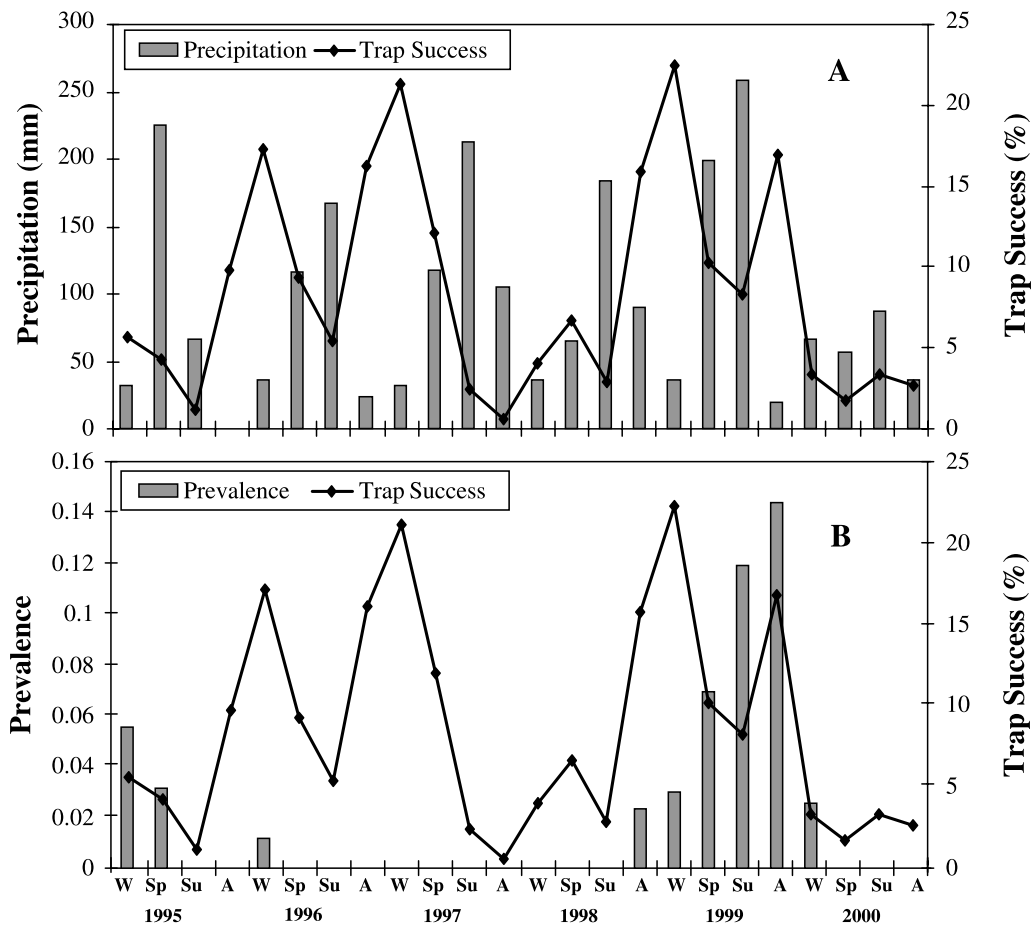 Precipitation Trap Success
A
300
250
200
150
100
50
0
Precipitation (mm)
25
20
15
10
5
0
Trap Success (%)
Prevalence Trap Success
B
0.16
0.14
0.12
0.1
0.08
0.06
0.04
0.02
0
Prevalence
25
20
15
10
5
0
Trap Success (%)
W Sp Su A W Sp Su A W Sp Su A W Sp Su A W Sp Su A W Sp Su A
1995 1996 1997 1998 1999 2000